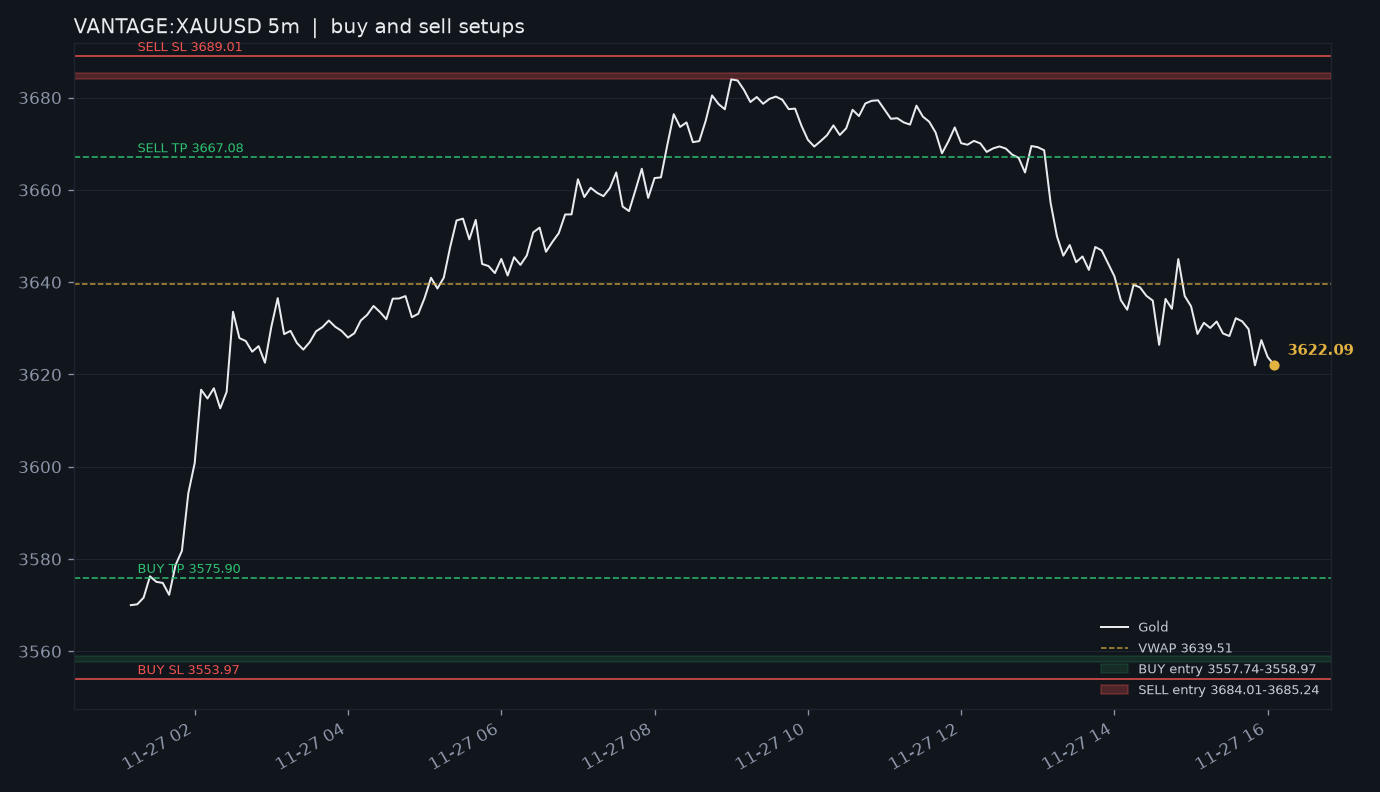 VANTAGE:XAUUSD 5m | buy and sell setups
SELL SL 3689.01
3680
SELL TP 3667.08
3660
3640
3622.09
3620
3600
3580
BUY TP 3575.90
3560
BUY SL 3553.97
Gold
VWAP 3639.51
BUY entry 3557.74-3558.97
SELL entry 3684.01-3685.24
11-27 02
11-27 04
11-27 06
11-27 08
11-27 10
11-27 12
11-27 14
11-27 16